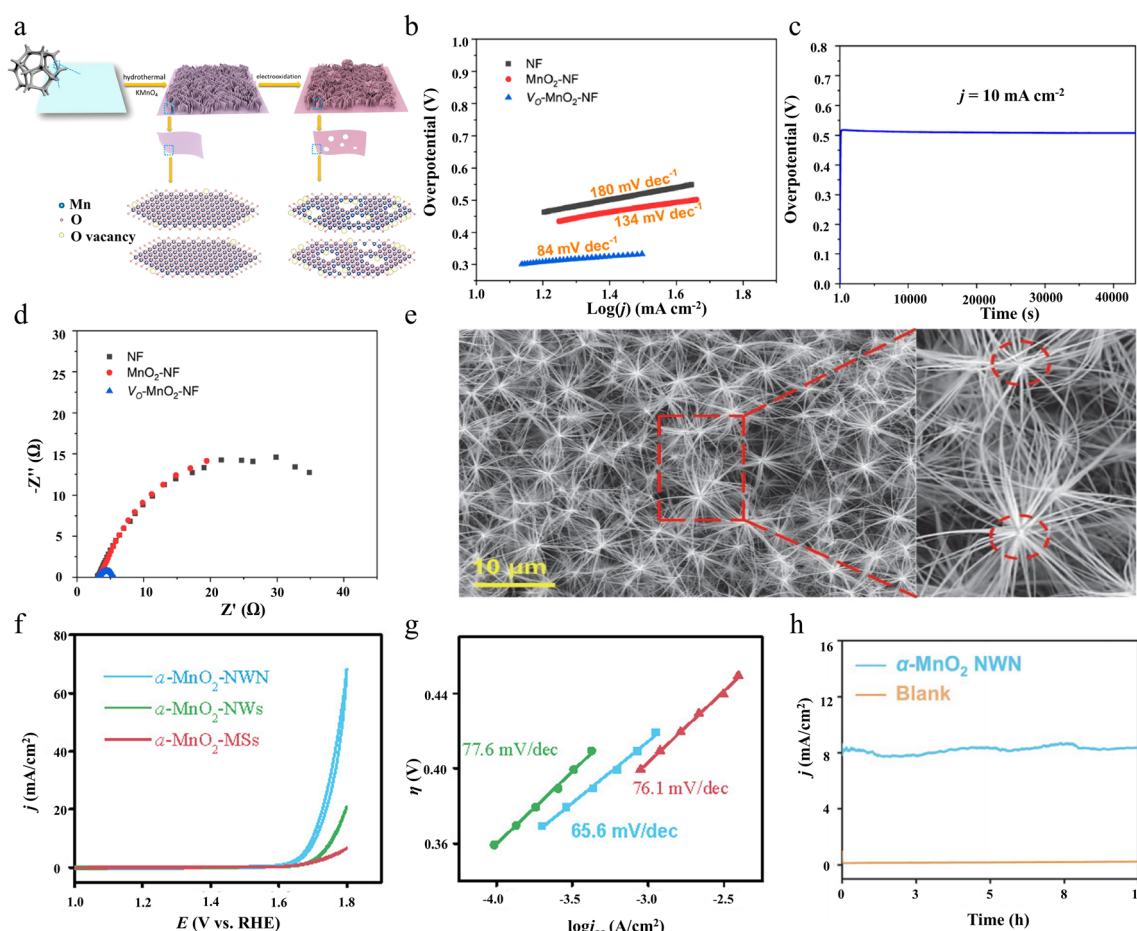 a
hydrothermal
KMnO₄
electrooxidation
Mn
O
O vacancy
b
Overpotential (V)
1.0
0.9
0.8
0.7
0.6
0.5
0.4
0.3
NF
MnO₂-NF
V_O-MnO₂-NF
180 mV dec⁻¹
134 mV dec⁻¹
84 mV dec⁻¹
1.0 1.2 1.4 1.6 1.8
Log(j) (mA cm⁻²)
c
Overpotential (V)
0.8
0.7
0.6
0.5
0.4
0.3
0.2
0.1
0.0
j = 10 mA cm⁻²
1.0 10000 20000 30000 40000
Time (s)
d
-Z'' (Ω)
30
25
20
15
10
5
0
NF
MnO₂-NF
V_O-MnO₂-NF
0 10 20 30 40
Z' (Ω)
e
10 μm
f
j (mA/cm²)
80
60
40
20
0
α-MnO₂-NWN
α-MnO₂-NWs
α-MnO₂-MSs
1.0 1.2 1.4 1.6 1.8
E (V vs. RHE)
g
η (V)
0.44
0.40
0.36
77.6 mV/dec
76.1 mV/dec
65.6 mV/dec
-4.0 -3.5 -3.0 -2.5
(A/cm²)
h
j (mA/cm²)
16
12
8
4
0
α-MnO₂ NWN
Blank
0 3 5 8 10
Time (h)